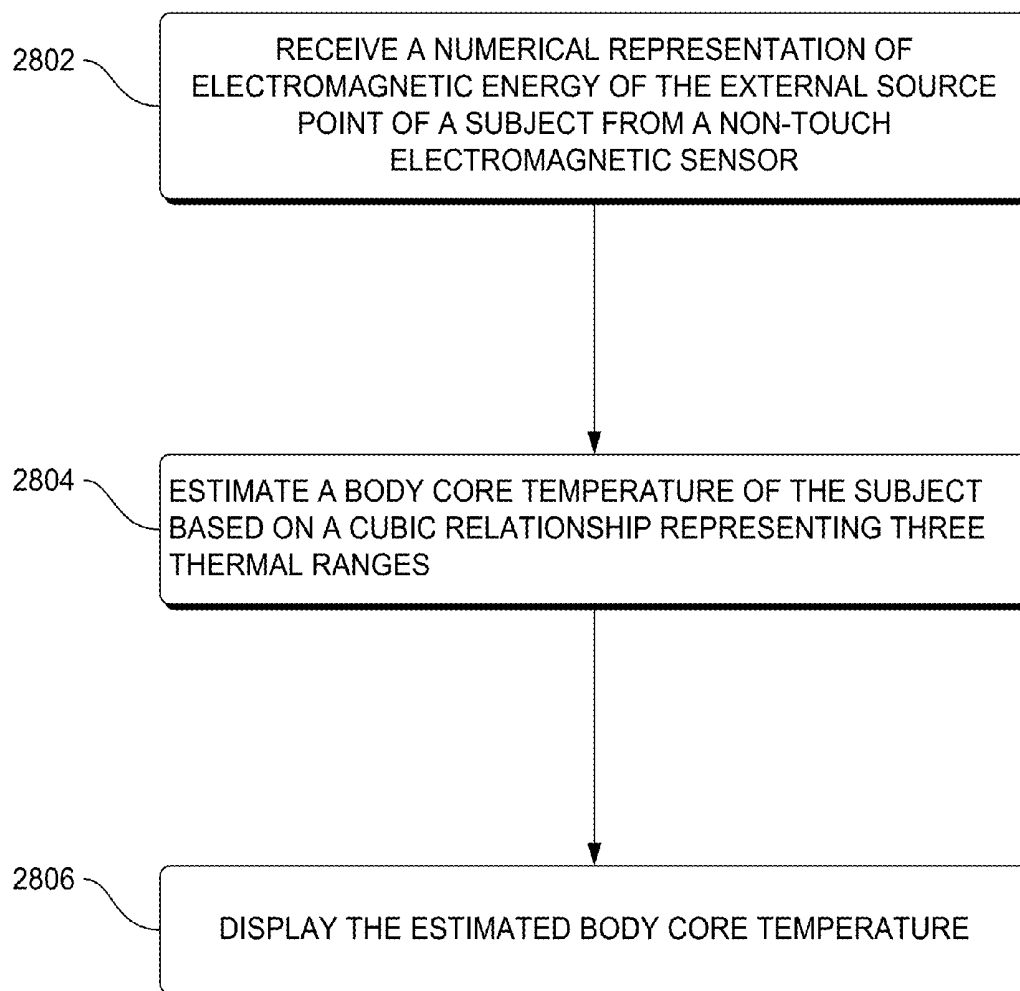 2802
RECEIVE A NUMERICAL REPRESENTATION OF
ELECTROMAGNETIC ENERGY OF THE EXTERNAL SOURCE
POINT OF A SUBJECT FROM A NON-TOUCH
ELECTROMAGNETIC SENSOR
2804
ESTIMATE A BODY CORE TEMPERATURE OF THE SUBJECT
BASED ON A CUBIC RELATIONSHIP REPRESENTING THREE
THERMAL RANGES
2806
DISPLAY THE ESTIMATED BODY CORE TEMPERATURE